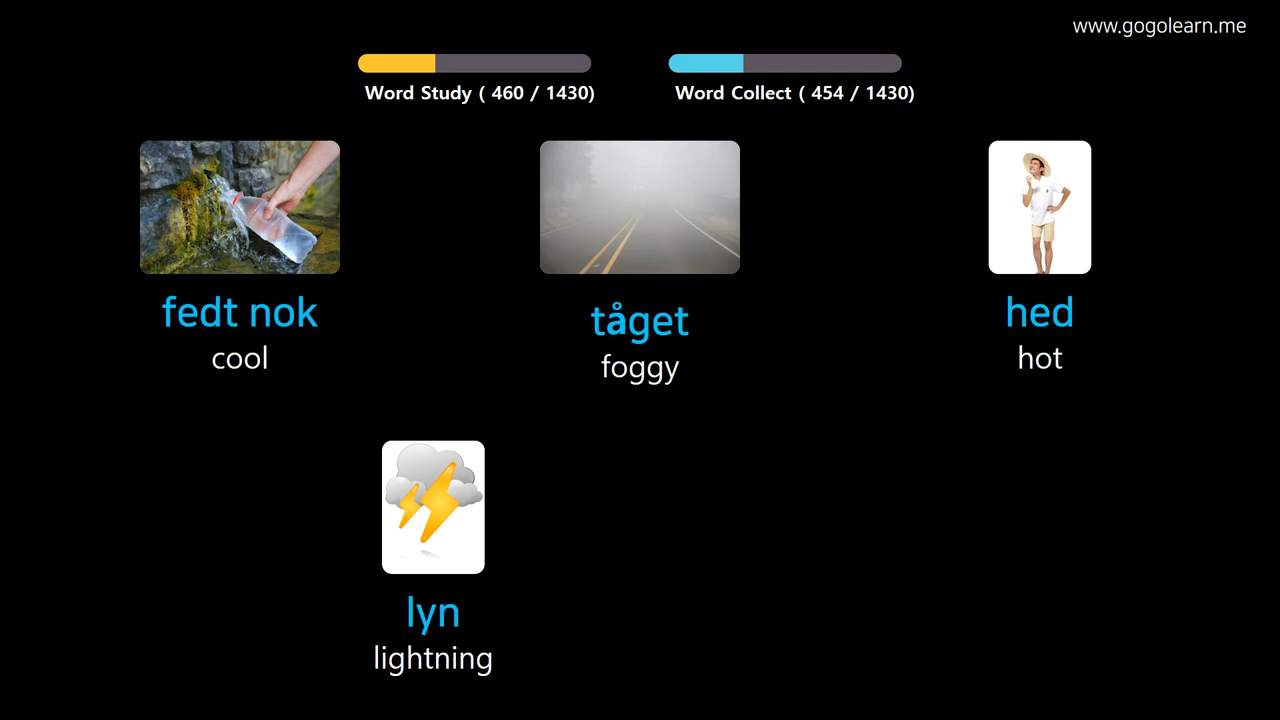 www.gogolearn.me
Word Study ( 460 / 1430)
Word Collect ( 454 / 1430)
fedt nok
cool
tåget
foggy
hed
hot
lyn
lightning